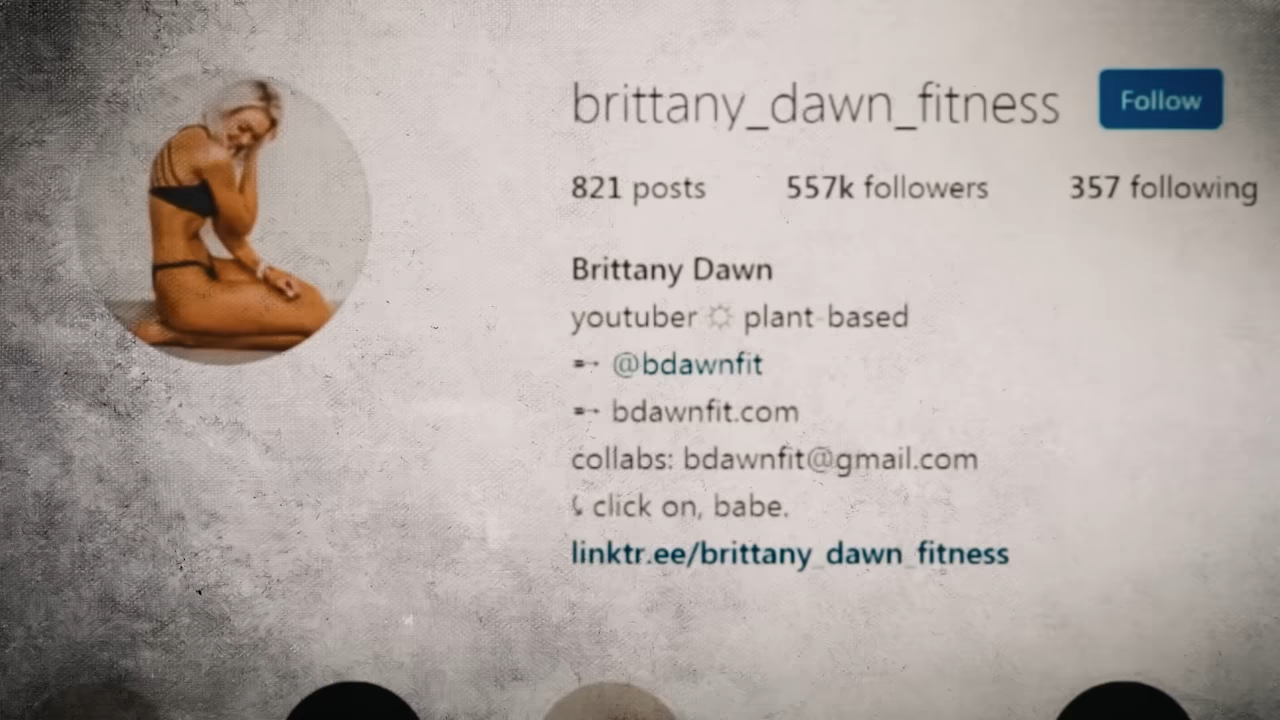 brittany_dawn_fitness Follow
821 posts 557k followers 357 following
Brittany Dawn
youtuber ☼ plant-based
➸ @bdawnfit
➸ bdawnfit.com
collabs: bdawnfit@gmail.com
⤹ click on, babe.
linktr.ee/brittany_dawn_fitness